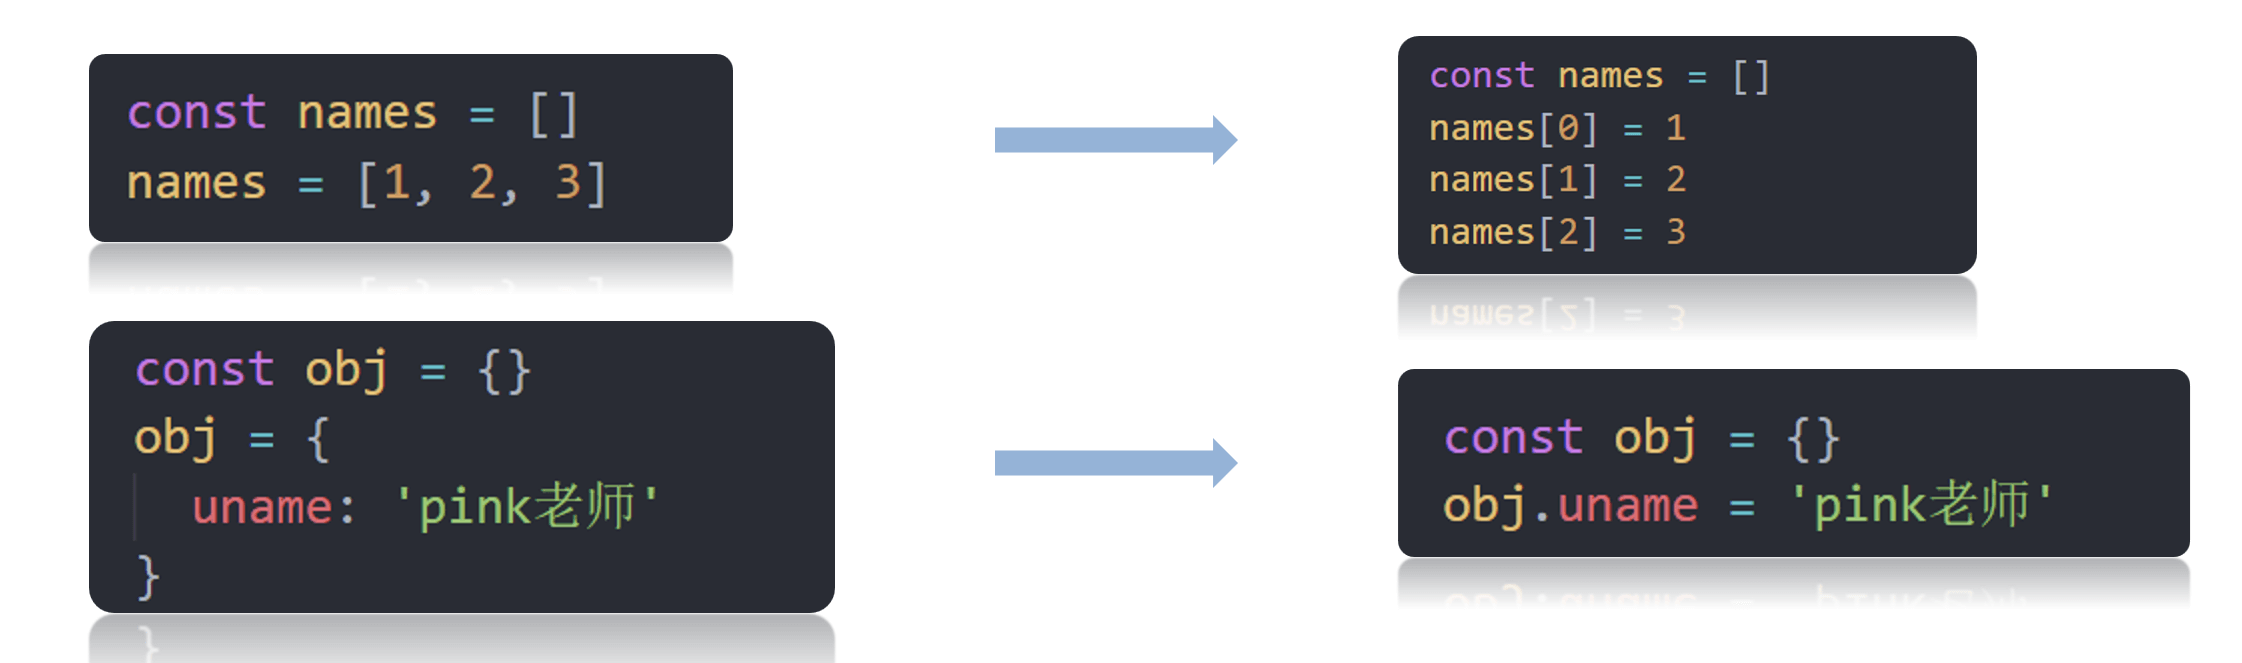 const names = []
names = [1, 2, 3]
const names = []
names[0] = 1
names[1] = 2
names[2] = 3
const obj = {}
obj = {
  uname: 'pink老师'
}
const obj = {}
obj.uname = 'pink老师'